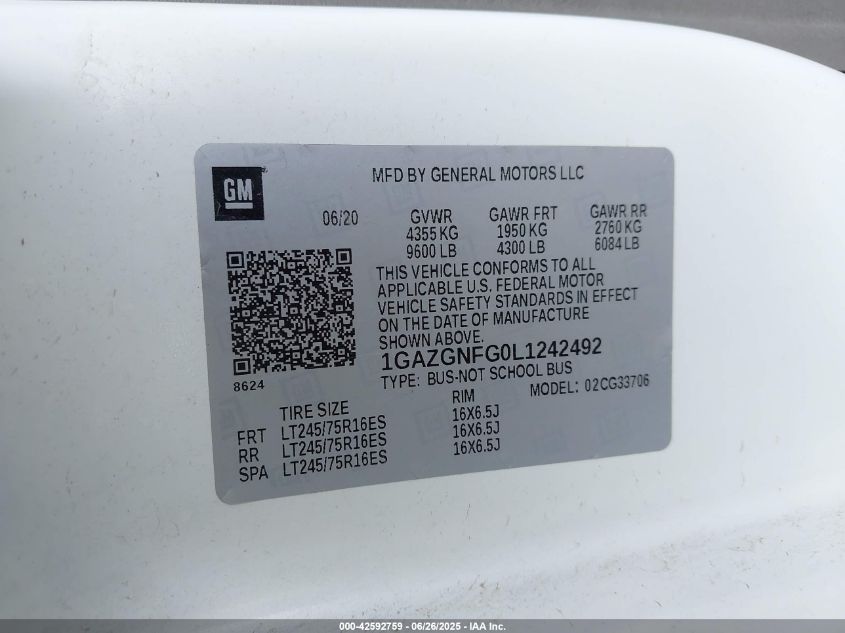 GM
MFD BY GENERAL MOTORS LLC
06/20 GVWR GAWR FRT GAWR RR
4355 KG 1950 KG 2760 KG
9600 LB 4300 LB 6084 LB
THIS VEHICLE CONFORMS TO ALL
APPLICABLE U.S. FEDERAL MOTOR
VEHICLE SAFETY STANDARDS IN EFFECT
ON THE DATE OF MANUFACTURE
SHOWN ABOVE.
1GAZGNFG0L1242492
TYPE: BUS-NOT SCHOOL BUS
8624
MODEL: 02CG33706
TIRE SIZE RIM
FRT LT245/75R16ES 16X6.5J
RR LT245/75R16ES 16X6.5J
SPA LT245/75R16ES 16X6.5J
000-42592759 - 06/26/2025 - IAA Inc.